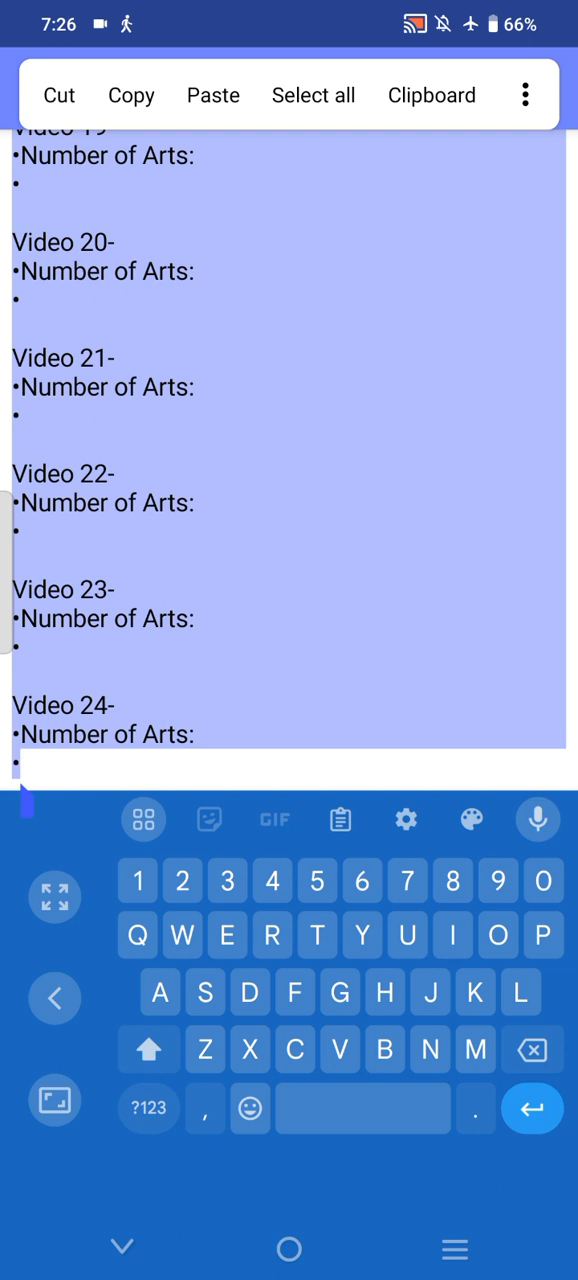 7:26
66%
Cut Copy Paste Select all Clipboard
Video 19
•Number of Arts:
•
Video 20-
•Number of Arts:
•
Video 21-
•Number of Arts:
•
Video 22-
•Number of Arts:
•
Video 23-
•Number of Arts:
•
Video 24-
•Number of Arts:
•
GIF
1 2 3 4 5 6 7 8 9 0
Q W E R T Y U I O P
A S D F G H J K L
Z X C V B N M
?123 , .